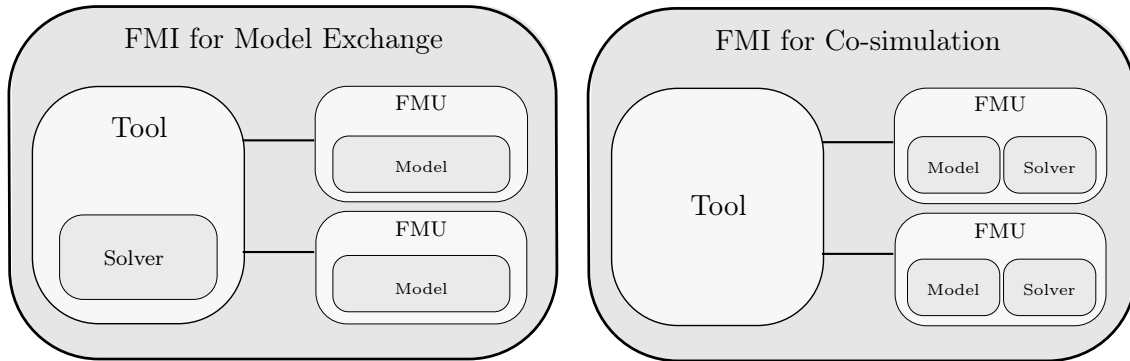 FMI for Model Exchange
Tool
Solver
FMU
Model
FMU
Model
FMI for Co-simulation
Tool
FMU
Model Solver
FMU
Model Solver